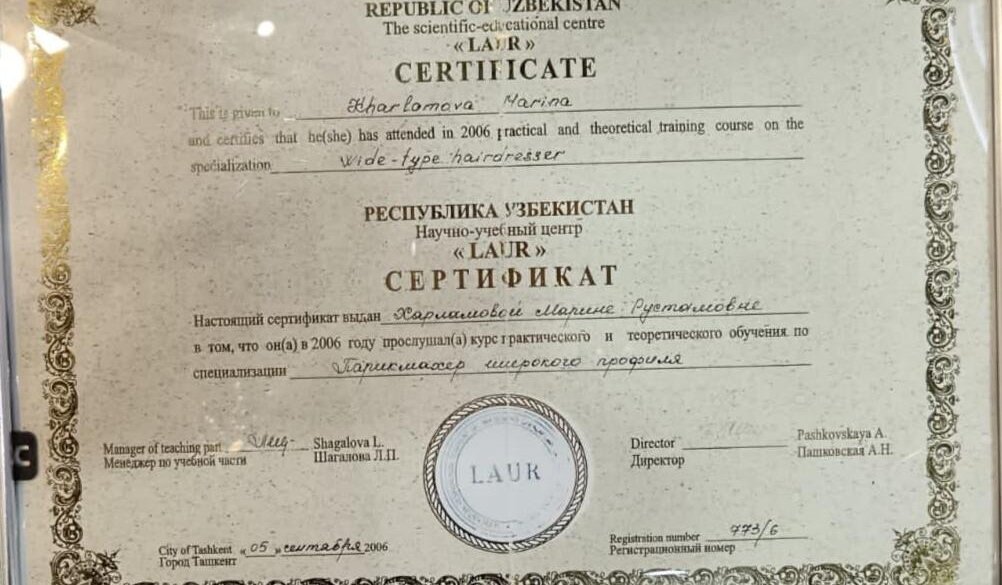 REPUBLIC OF UZBEKISTAN
The scientific-educational centre
«LAUR»
CERTIFICATE
This is given to Kharlamova Marina
and certifies that he(she) has attended in 2006 practical and theoretical training course on the
specialization wide-type hairdresser
РЕСПУБЛИКА УЗБЕКИСТАН
Научно-учебный центр
«LAUR»
СЕРТИФИКАТ
Настоящий сертификат выдан Харламовой Марине Рустамовне
в том, что он(а) в 2006 году прослушал(а) курс практического и теоретического обучения по
специализации Парикмахер широкого профиля
Manager of teaching part Shagalova L.
Менеджер по учебной части Шагалова Л.П.
LAUR
Director Pashkovskaya A.
Директор Пашковская А.Н.
City of Tashkent «05» сентября 2006
Город Ташкент
Registration number 773/6
Регистрационный номер